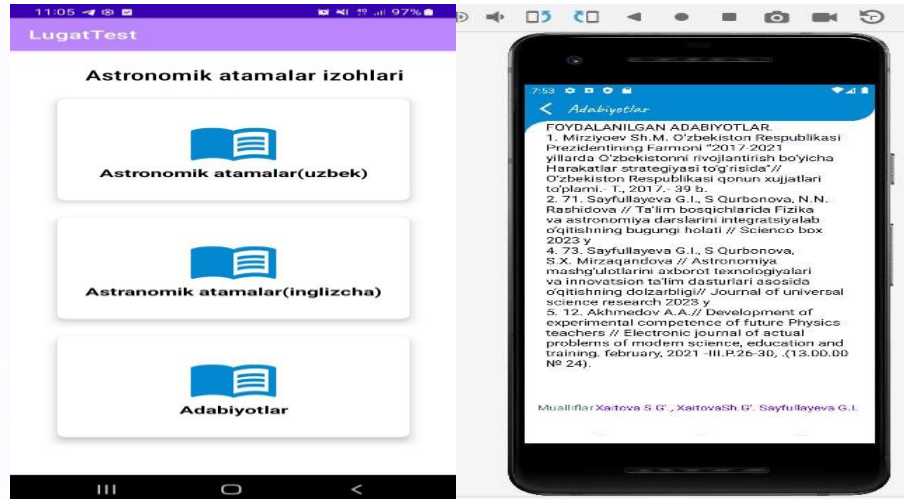 11:05
97%
LugatTest
Astronomik atamalar izohlari
Astronomik atamalar(uzbek)
Astranomik atamalar(inglizcha)
Adabiyotlar
7:53
Adabiyotlar
FOYDALANILGAN ADABIYOTLAR.
1. Mirziyoev Sh.M. O'zbekiston Respublikasi
Prezidentining Farmoni "2017-2021
yillarda O'zbekistonni rivojlantirish bo'yicha
Harakatlar strategiyasi to'g'risida"//
O'zbekiston Respublikasi qonun xujjatlari
to'plami.- T., 2017.- 39 b.
2. 71. Sayfullayeva G.I., S Qurbonova, N.N.
Rashidova // Ta'lim bosqichlarida Fizika
va astronomiya darslarini integratsiyalab
o'qitishning bugungi holati // Science box
2023 y
4. 73. Sayfullayeva G.I., S Qurbonova,
S.X. Mirzaqandova // Astronomiya
mashg'ulotlarini axborot texnologiyalari
va innovatsion ta'lim dasturlari asosida
o'qitishning dolzarbligi// Journal of universal
science research 2023 y
5. 12. Akhmedov A.A.// Development of
experimental competence of future Physics
teachers // Electronic journal of actual
problems of modern science, education and
training. february, 2021 -III.P.26-30, .(13.00.00
№ 24).
Mualliflar Xaitova S G', XaitovaSh.G'. Sayfullayeva G.I.